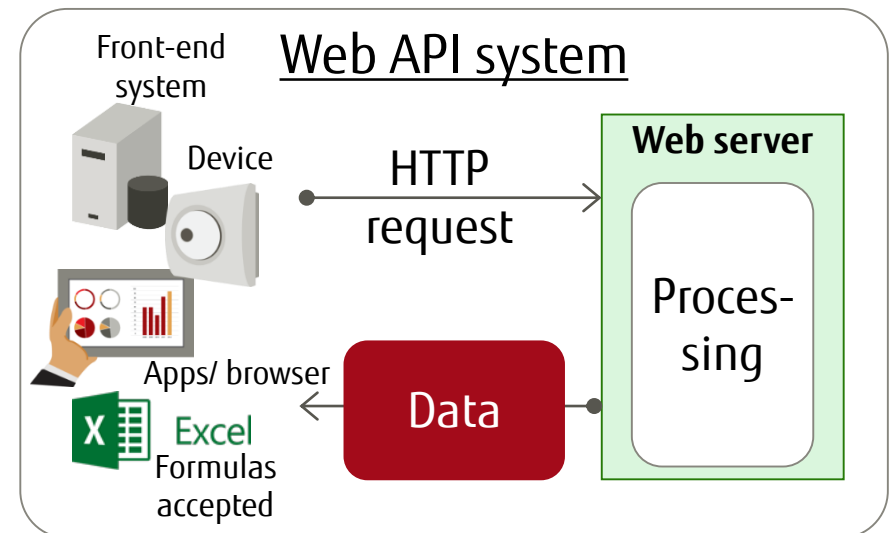 Web API system
Front-end
system
Device
HTTP
request
Web server
Proces-
sing
Apps/ browser
Data
X
Excel
Formulas
accepted